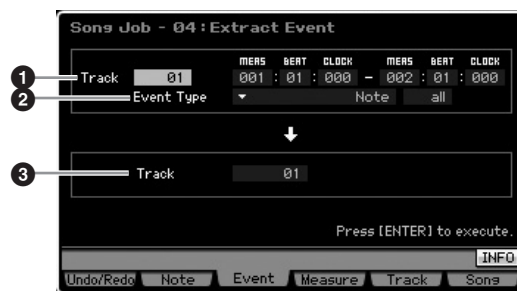 Song Job - 04:Extract Event
MEAS BEAT CLOCK MEAS BEAT CLOCK
1 Track 01 001 : 01 : 000 - 002 : 01 : 000
2 Event Type Note all
3 Track 01
Press [ENTER] to execute.
INFO
Undo/Redo Note Event Measure Track Song